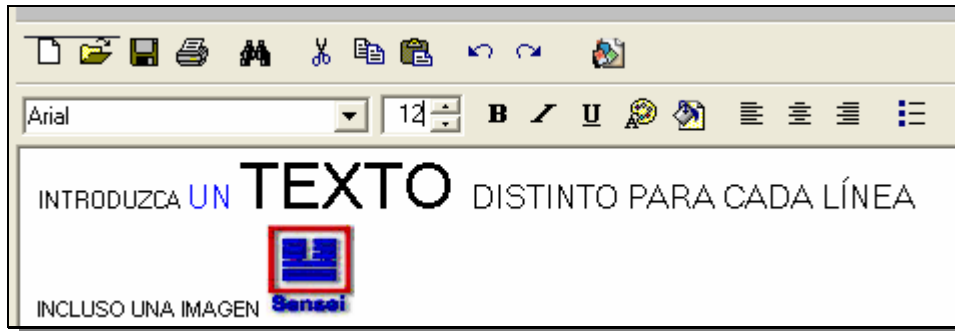 Arial 12 B I U A
INTRODUZCA UN TEXTO DISTINTO PARA CADA LÍNEA
INCLUSO UNA IMAGEN Sensei